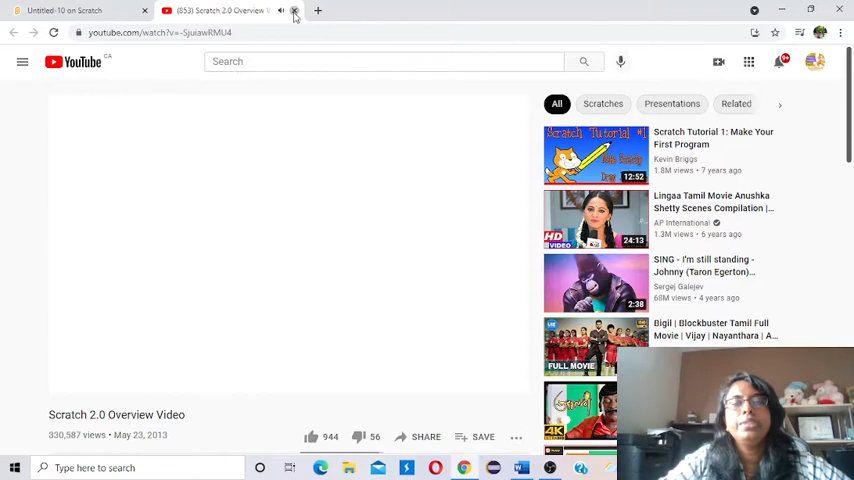 Untitled-10 on Scratch
(853) Scratch 2.0 Overview V
youtube.com/watch?v=-SjuiawRMU4
YouTube CA
Search
9+
All
Scratches
Presentations
Related
Scratch Tutorial #1
12:52
Scratch Tutorial 1: Make Your
First Program
Kevin Briggs
1.8M views • 7 years ago
HD
VIDEO
24:13
Lingaa Tamil Movie Anushka
Shetty Scenes Compilation |...
AP International
1.3M views • 6 years ago
2:38
SING - I'm still standing -
Johnny (Taron Egerton)...
Sergej Galejev
68M views • 4 years ago
FULL MOVIE
Bigil | Blockbuster Tamil Full
Movie | Vijay | Nayanthara | A...
4K
Scratch 2.0 Overview Video
330,587 views • May 23, 2013
944
56
SHARE
SAVE
Type here to search